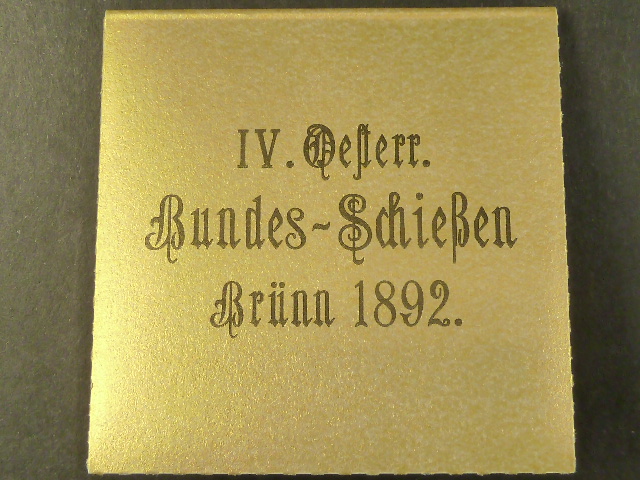 IV. Oesterr.
Bundes-Schießen
Brünn 1892.